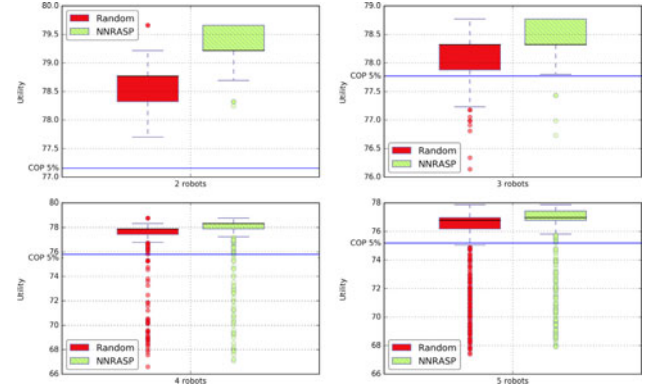 80.0
79.5
79.0
78.5
78.0
77.5
COP 5%
77.0
Utility
Random
NNRASP
2 robots
79.0
78.5
78.0
COP 5%
77.5
77.0
76.5
76.0
Utility
Random
NNRASP
3 robots
80
78
76
COP 5%
74
72
70
68
66
Utility
Random
NNRASP
4 robots
78
76
COP 5%
74
72
70
68
66
Utility
Random
NNRASP
5 robots